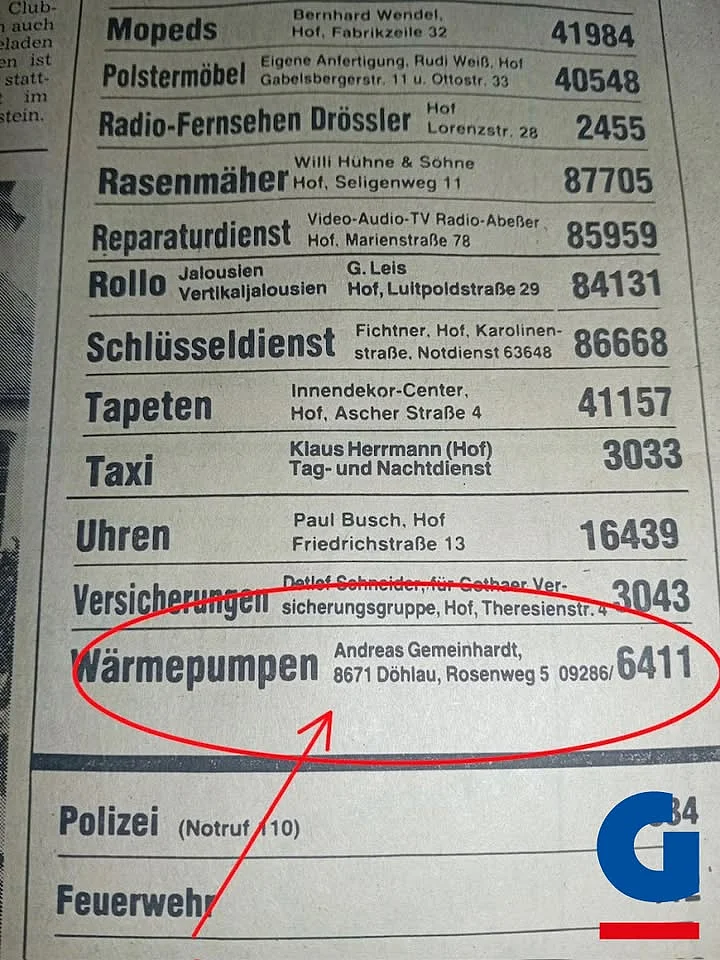 Club-
auch
eladen
en ist
statt-
im
stein.
Mopeds Bernhard Wendel, 41984
Hof, Fabrikzeile 32
Polstermöbel Eigene Anfertigung, Rudi Weiß, Hof 40548
Gabelsbergerstr. 11 u. Ottostr. 33
Radio-Fernsehen Drössler Hof 2455
Lorenzstr. 28
Rasenmäher Willi Hühne & Söhne 87705
Hof, Seligenweg 11
Reparaturdienst Video-Audio-TV Radio-Abeßer 85959
Hof, Marienstraße 78
Rollo Jalousien G. Leis 84131
Vertikaljalousien Hof, Luitpoldstraße 29
Schlüsseldienst Fichtner, Hof, Karolinen- 86668
straße, Notdienst 63648
Tapeten Innendekor-Center, 41157
Hof, Ascher Straße 4
Taxi Klaus Herrmann (Hof) 3033
Tag- und Nachtdienst
Uhren Paul Busch, Hof 16439
Friedrichstraße 13
Versicherungen Detlef Schneider, für Gothaer Ver- 3043
sicherungsgruppe, Hof, Theresienstr. 4
Wärmepumpen Andreas Gemeinhardt, 09286/6411
8671 Döhlau, Rosenweg 5
Polizei (Notruf 110)
Feuerwehr
G